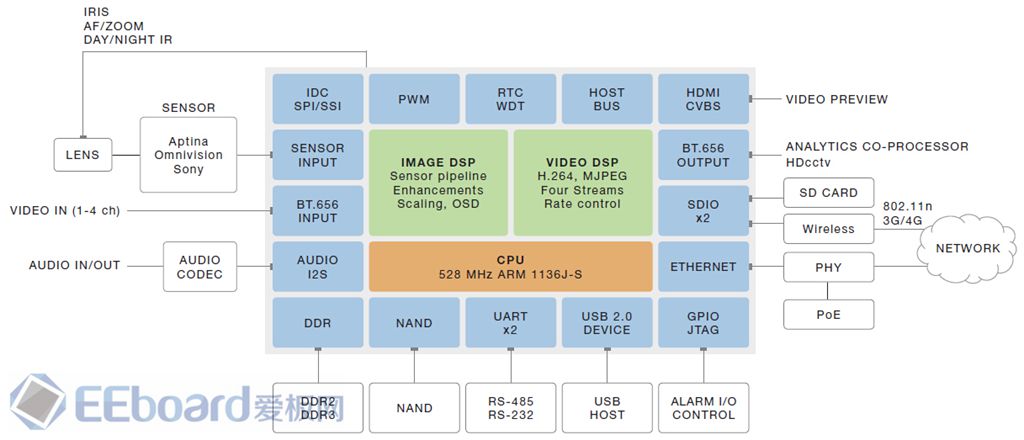 IRIS
AF/ZOOM
DAY/NIGHT IR
IDC
SPI/SSI
PWM
RTC
WDT
HOST
BUS
HDMI
CVBS
VIDEO PREVIEW
SENSOR
Aptina
Omnivision
Sony
LENS
SENSOR
INPUT
IMAGE DSP
Sensor pipeline
Enhancements
Scaling, OSD
VIDEO DSP
H.264, MJPEG
Four Streams
Rate control
BT.656
OUTPUT
ANALYTICS CO-PROCESSOR
HDcctv
VIDEO IN (1-4 ch)
BT.656
INPUT
SDIO
x2
SD CARD
Wireless
802.11n
3G/4G
NETWORK
AUDIO IN/OUT
AUDIO
CODEC
AUDIO
I2S
CPU
528 MHz ARM 1136J-S
ETHERNET
PHY
PoE
DDR
NAND
UART
x2
USB 2.0
DEVICE
GPIO
JTAG
DDR2
DDR3
NAND
RS-485
RS-232
USB
HOST
ALARM I/O
CONTROL
EEboard爱板网